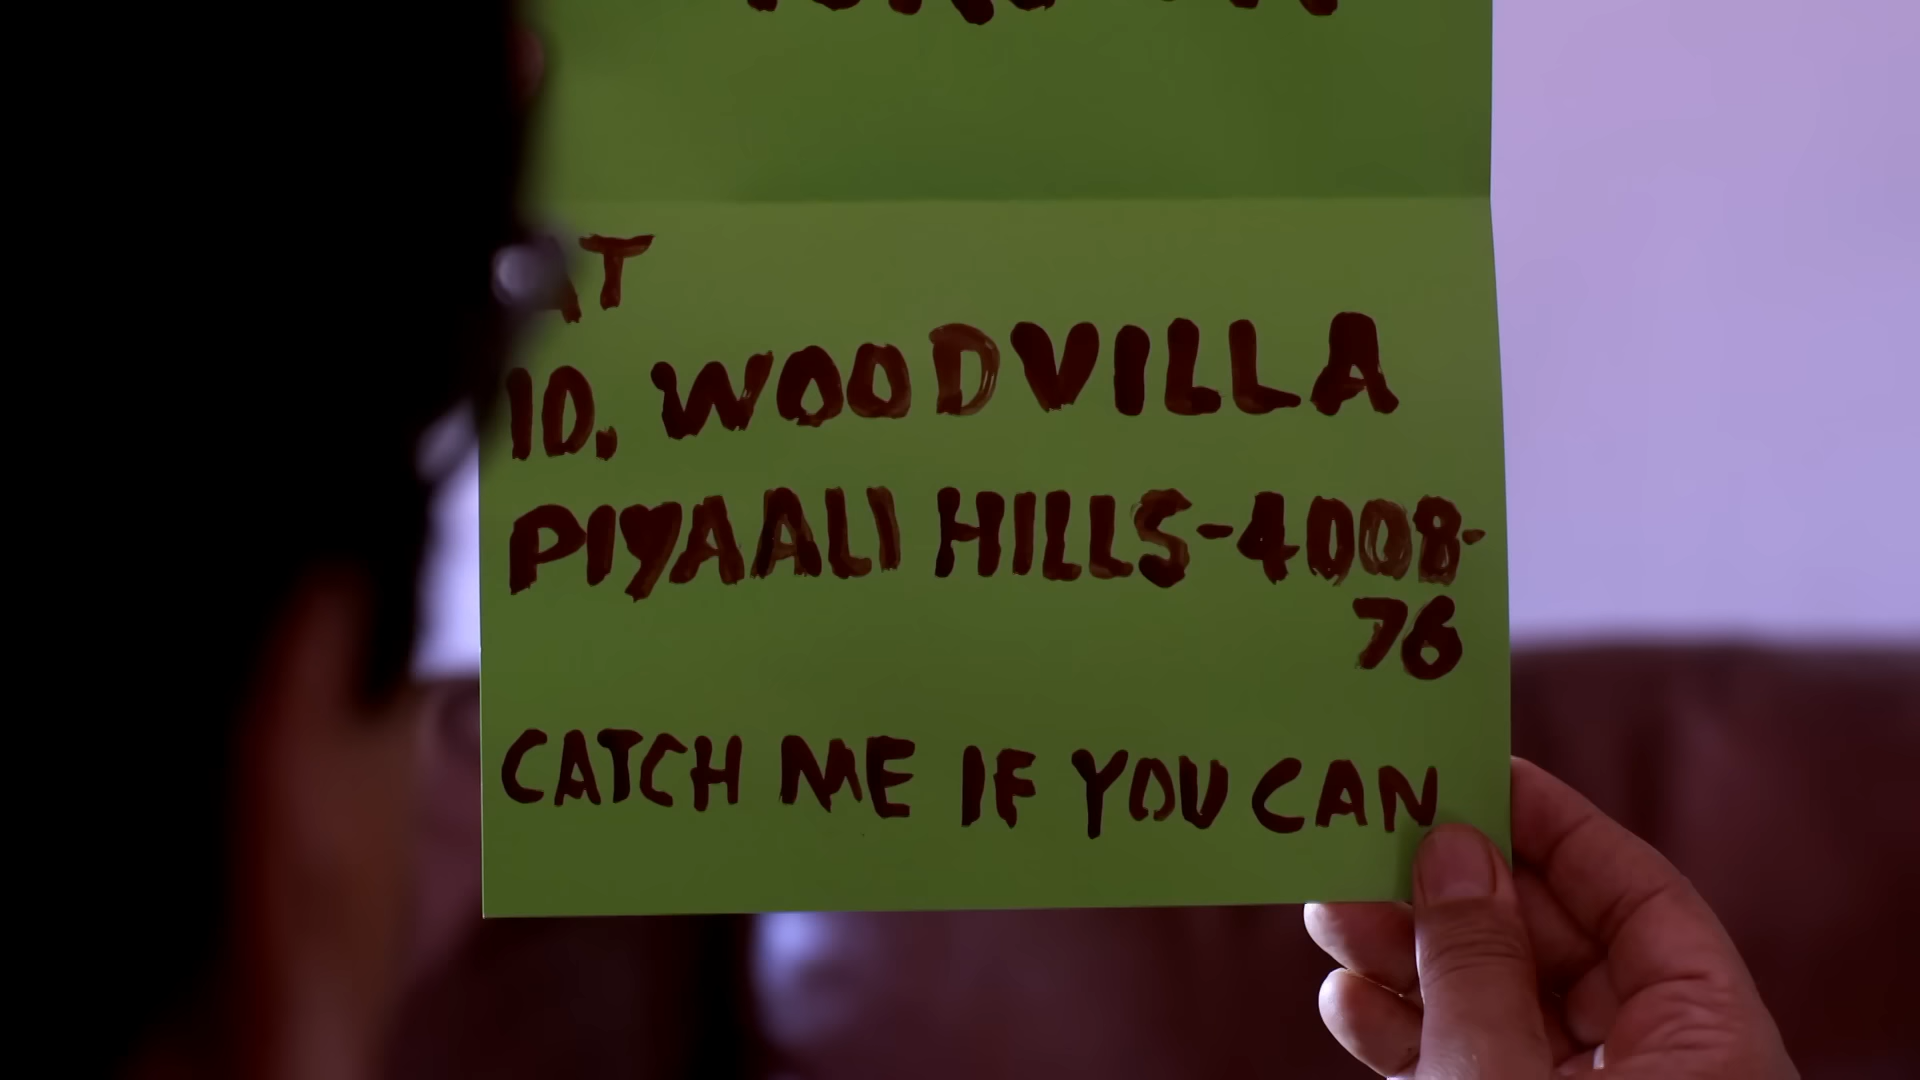 AT
10, WOODVILLA
PIYAALI HILLS-4008-
76
CATCH ME IF YOU CAN